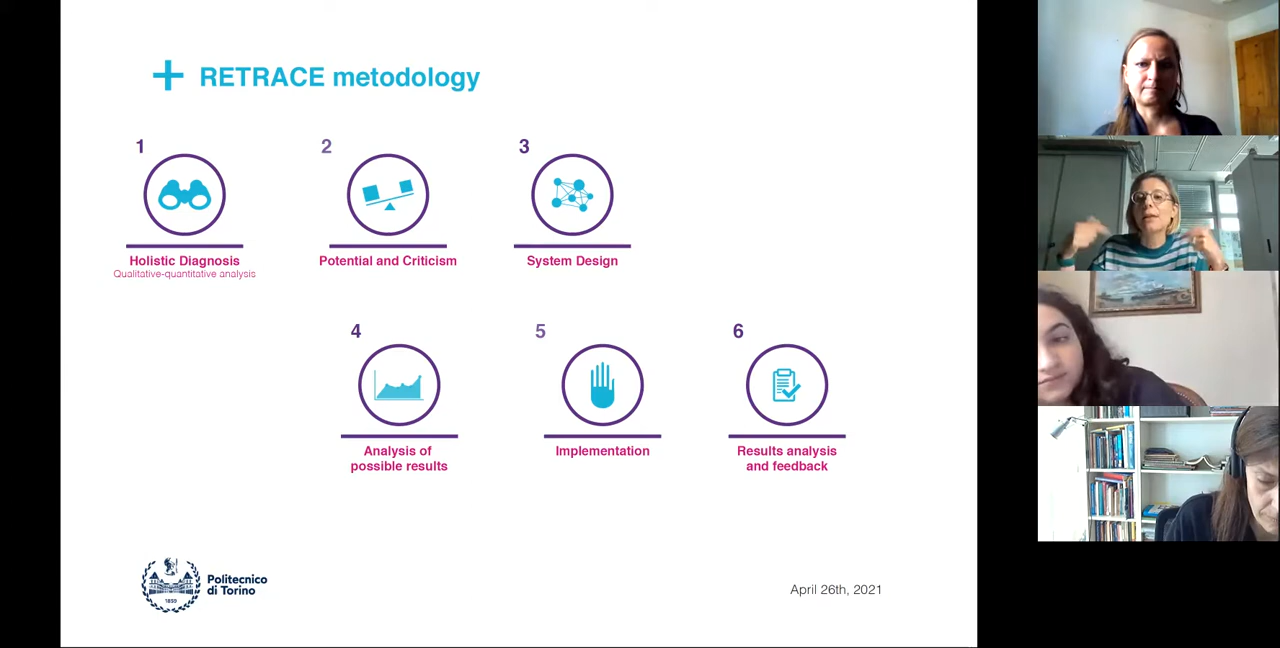 RETRACE metodology
1
2
3
Holistic Diagnosis
Qualitative-quantitative analysis
Potential and Criticism
System Design
4
5
6
Analysis of
possible results
Implementation
Results analysis
and feedback
Politecnico
di Torino
1859
April 26th, 2021